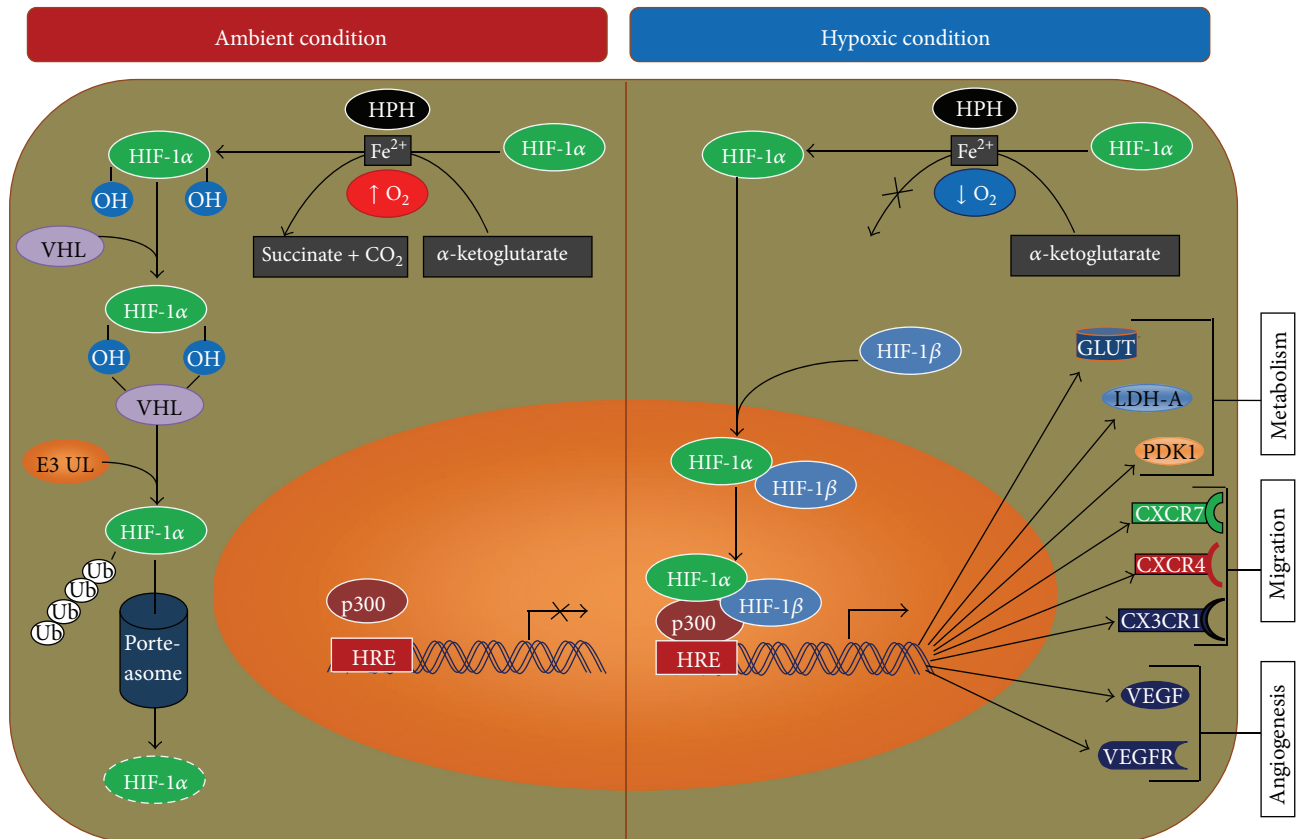 Ambient condition
Hypoxic condition
HPH
HIF-1α
Fe²⁺
HIF-1α
OH
OH
↑ O₂
VHL
Succinate + CO₂
α-ketoglutarate
HIF-1α
OH
OH
VHL
E3 UL
HIF-1α
Ub
Ub
Ub
Ub
Porte-
asome
HIF-1α
p300
HRE
HPH
HIF-1α
Fe²⁺
HIF-1α
↓ O₂
α-ketoglutarate
HIF-1β
HIF-1α
HIF-1β
HIF-1α
HIF-1β
p300
HRE
GLUT
LDH-A
PDK1
Metabolism
CXCR7
CXCR4
CX3CR1
Migration
VEGF
VEGFR
Angiogenesis